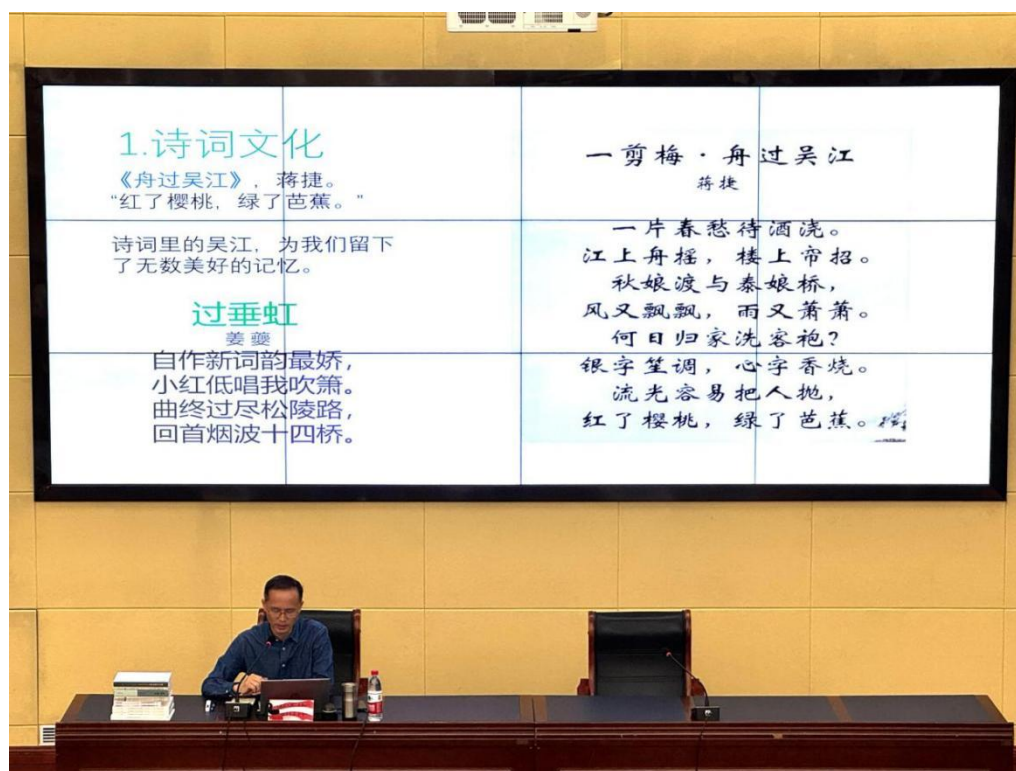 1.诗词文化
《舟过吴江》，蒋捷。
“红了樱桃，绿了芭蕉。”
诗词里的吴江，为我们留下
了无数美好的记忆。
过垂虹
姜夔
自作新词韵最娇，
小红低唱我吹箫。
曲终过尽松陵路，
回首烟波十四桥。
一剪梅·舟过吴江
蒋捷
一片春愁待酒浇。
江上舟摇，楼上帘招。
秋娘渡与泰娘桥，
风又飘飘，雨又萧萧。
何日归家洗客袍？
银字笙调，心字香烧。
流光容易把人抛，
红了樱桃，绿了芭蕉。